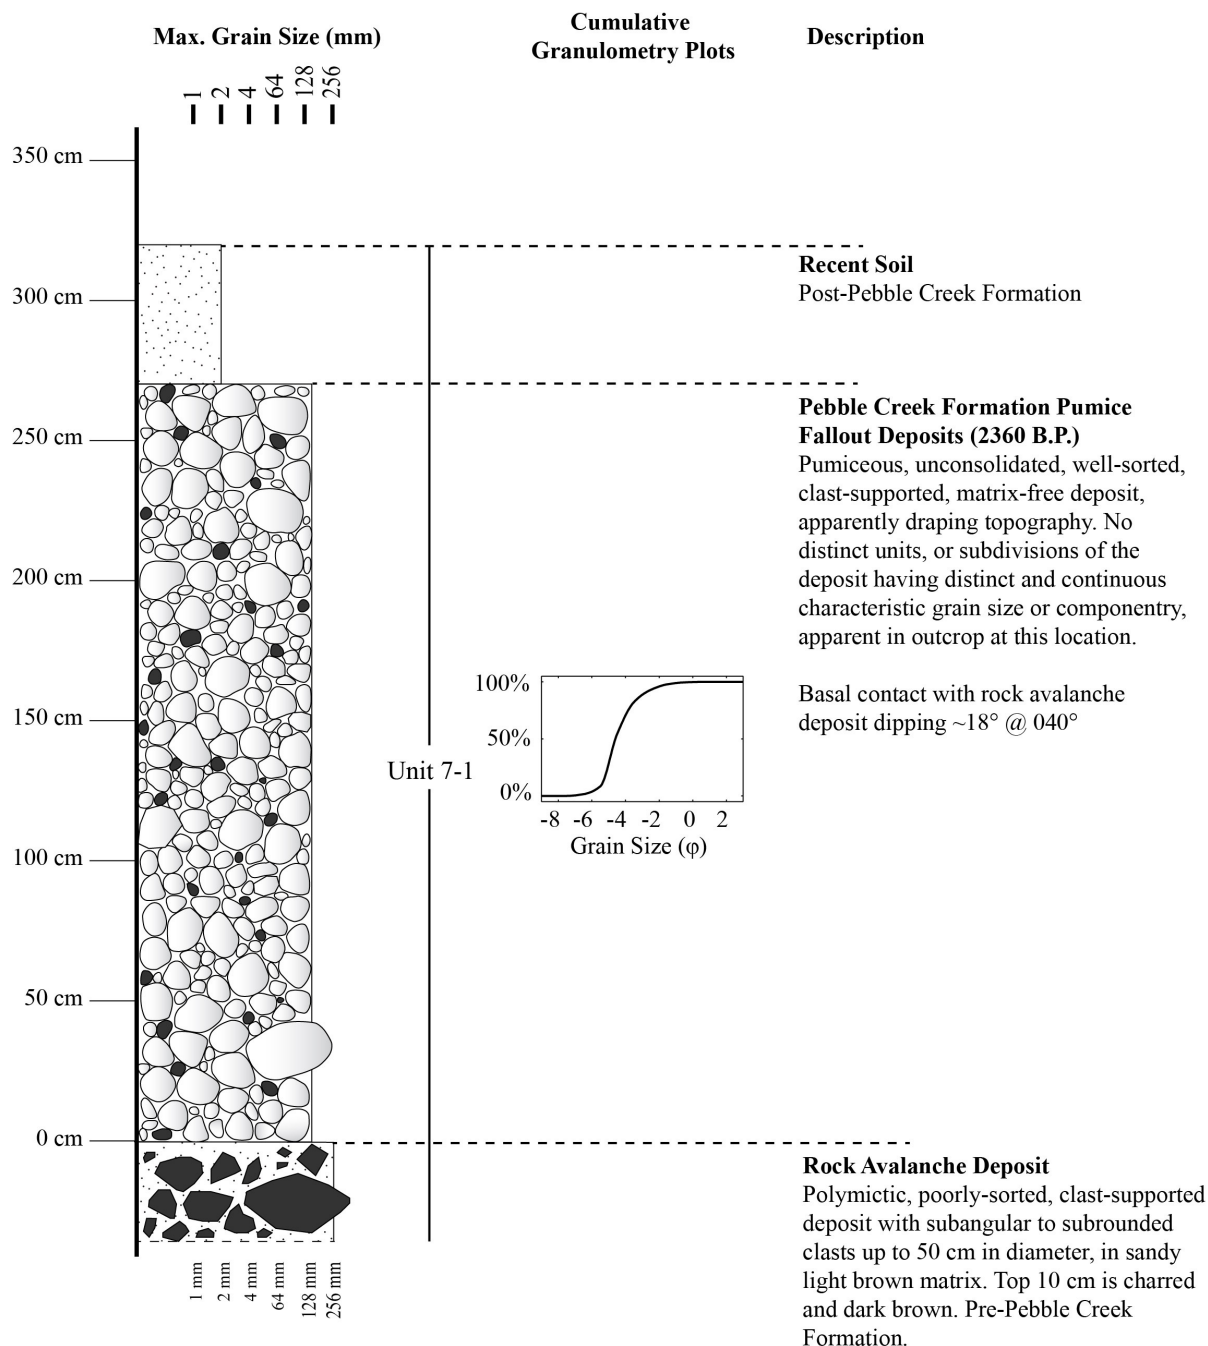 Max. Grain Size (mm)
Cumulative
Granulometry Plots
Description
1
2
4
64
128
256
350 cm
300 cm
250 cm
200 cm
150 cm
100 cm
50 cm
0 cm
Recent Soil
Post-Pebble Creek Formation
Pebble Creek Formation Pumice
Fallout Deposits (2360 B.P.)
Pumiceous, unconsolidated, well-sorted,
clast-supported, matrix-free deposit,
apparently draping topography. No
distinct units, or subdivisions of the
deposit having distinct and continuous
characteristic grain size or componentry,
apparent in outcrop at this location.
Basal contact with rock avalanche
deposit dipping ~18° @ 040°
Unit 7-1
100%
50%
0%
-8 -6 -4 -2 0 2
Grain Size (φ)
Rock Avalanche Deposit
Polymictic, poorly-sorted, clast-supported
deposit with subangular to subrounded
clasts up to 50 cm in diameter, in sandy
light brown matrix. Top 10 cm is charred
and dark brown. Pre-Pebble Creek
Formation.
1 mm
2 mm
4 mm
64 mm
128 mm
256 mm